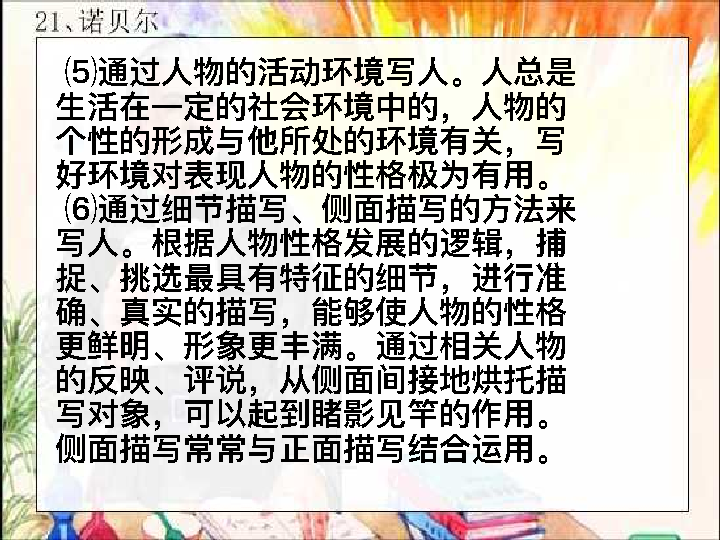 21、诺贝尔
⑸通过人物的活动环境写人。人总是
生活在一定的社会环境中的，人物的
个性的形成与他所处的环境有关，写
好环境对表现人物的性格极为有用。
⑹通过细节描写、侧面描写的方法来
写人。根据人物性格发展的逻辑，捕
捉、挑选最具有特征的细节，进行准
确、真实的描写，能够使人物的性格
更鲜明、形象更丰满。通过相关人物
的反映、评说，从侧面间接地烘托描
写对象，可以起到睹影见竿的作用。
侧面描写常常与正面描写结合运用。